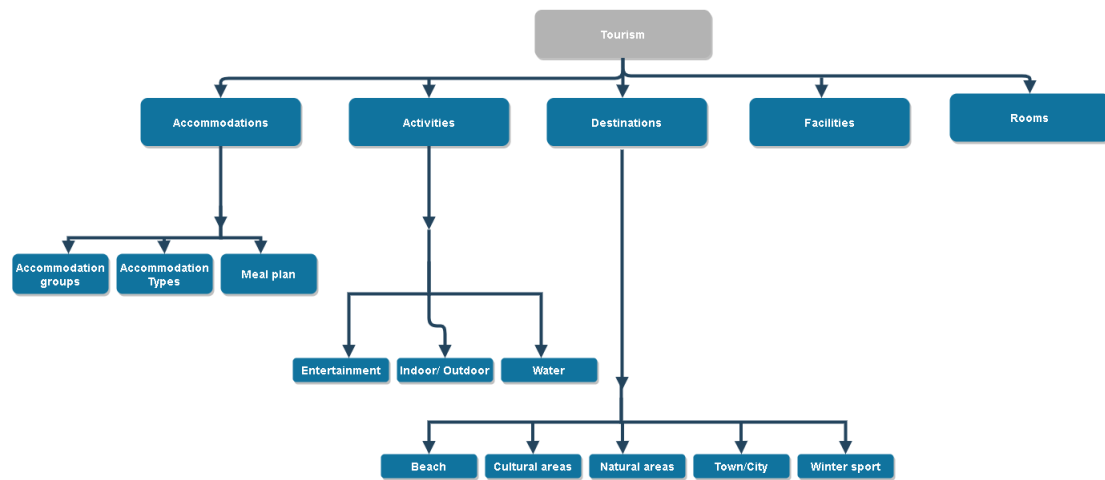 Tourism
Accommodations
Activities
Destinations
Facilities
Rooms
Accommodation
groups
Accommodation
Types
Meal plan
Entertainment
Indoor/ Outdoor
Water
Beach
Cultural areas
Natural areas
Town/City
Winter sport